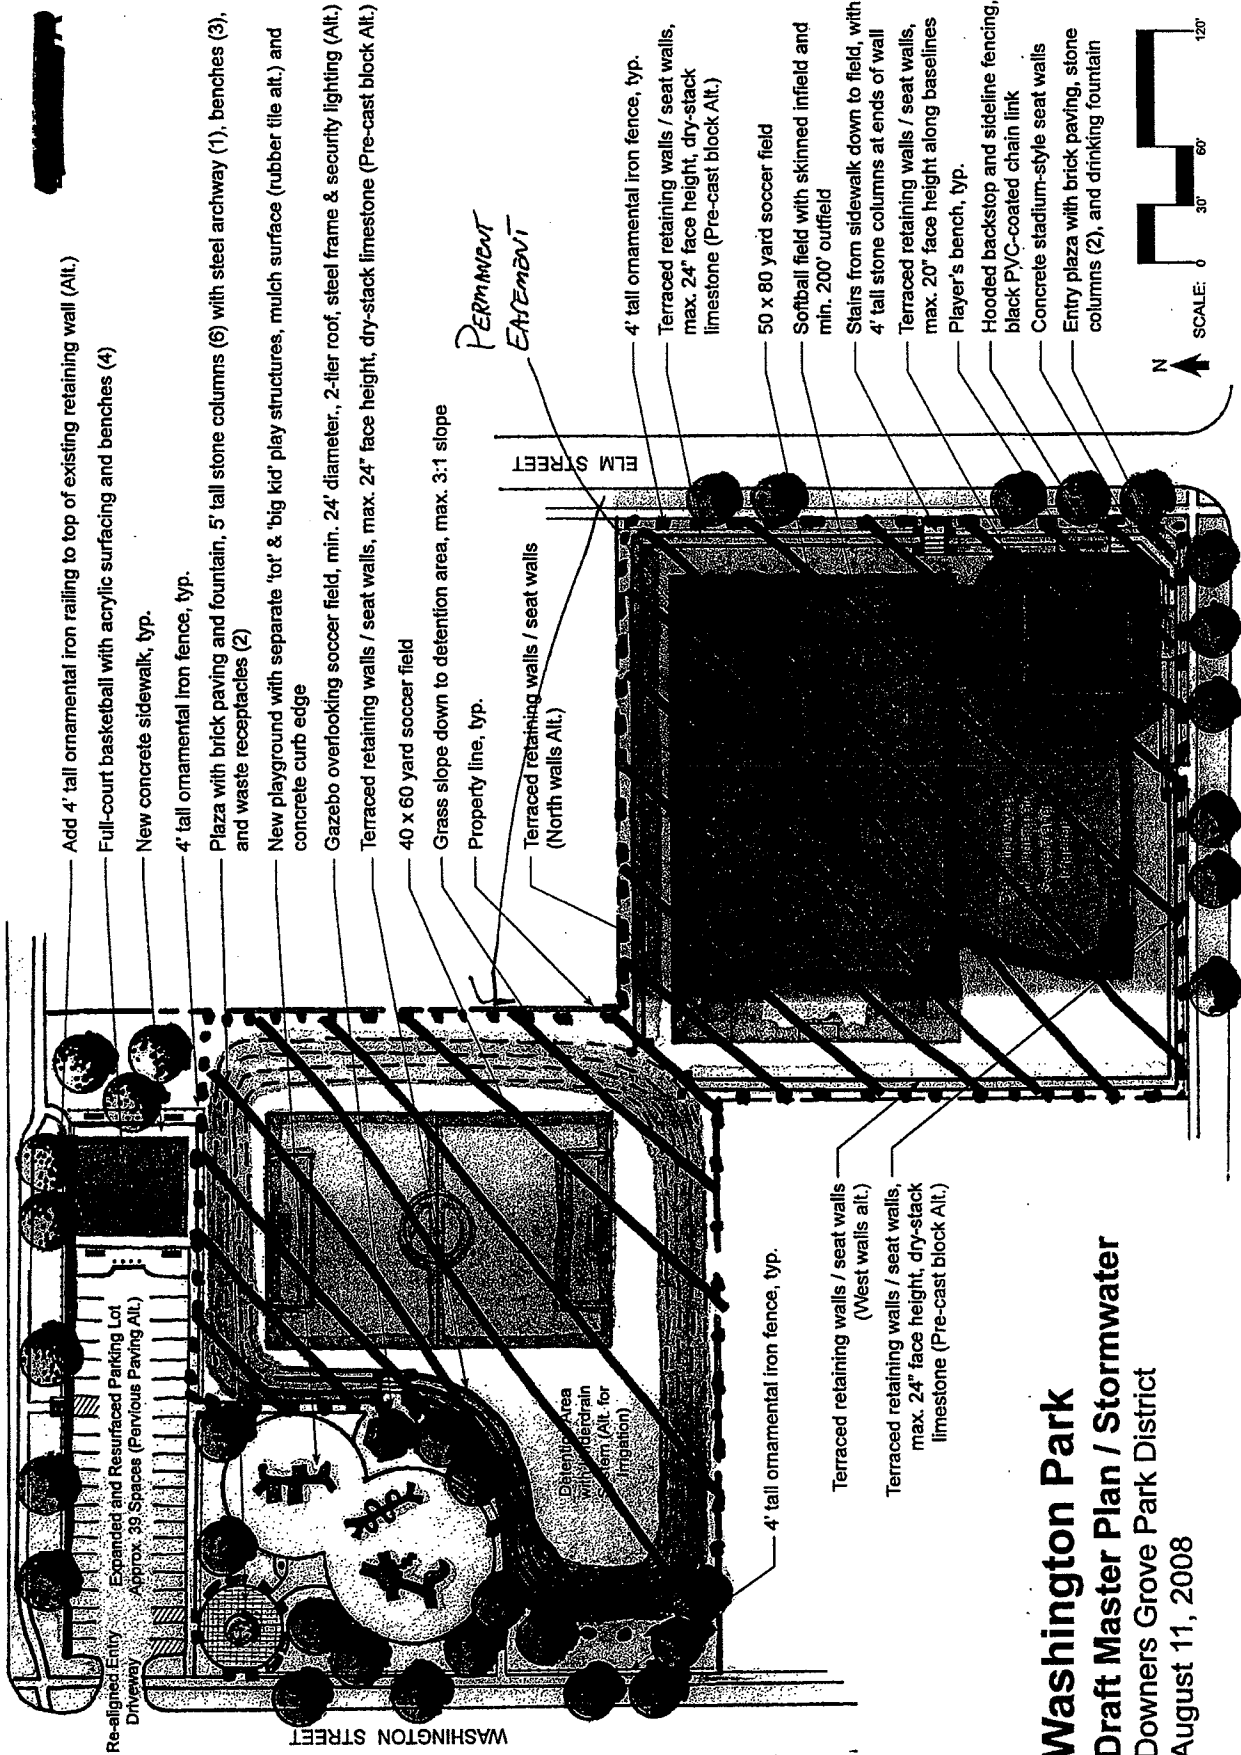 Add 4' tall ornamental iron railing to top of existing retaining wall (Alt.)
Full-court basketball with acrylic surfacing and benches (4)
New concrete sidewalk, typ.
4' tall ornamental iron fence, typ.
Plaza with brick paving and fountain, 5' tall stone columns (6) with steel archway (1), benches (3),
and waste receptacles (2)
New playground with separate 'tot' & 'big kid' play structures, mulch surface (rubber tile alt.) and
concrete curb edge
Gazebo overlooking soccer field, min. 24' diameter., 2-tier roof, steel frame & security lighting (Alt.)
Terraced retaining walls / seat walls, max. 24" face height, dry-stack limestone (Pre-cast block Alt.)
40 x 60 yard soccer field
Grass slope down to detention area, max. 3:1 slope
Property line, typ.
Terraced retaining walls / seat walls
(North walls Alt.)
PERMANENT
EASEMENT
4' tall ornamental iron fence, typ.
Terraced retaining walls / seat walls,
max. 24" face height, dry-stack
limestone (Pre-cast block Alt.)
50 x 80 yard soccer field
Softball field with skinned infield and
min. 200' outfield
Stairs from sidewalk down to field, with
4' tall stone columns at ends of wall
Terraced retaining walls / seat walls,
max. 20" face height along baselines
Player's bench, typ.
Hooded backstop and sideline fencing,
black PVC-coated chain link
Concrete stadium-style seat walls
Entry plaza with brick paving, stone
columns (2), and drinking fountain
N
SCALE: 0 30' 60' 120'
ELM STREET
Re-aligned Entry
Driveway
Expanded and Resurfaced Parking Lot
Approx. 39 Spaces (Pervious Paving Alt.)
WASHINGTON STREET
Detention Area
with Underdrain
(Alt. for
Irrigation)
4' tall ornamental iron fence, typ.
Terraced retaining walls / seat walls
(West walls alt.)
Terraced retaining walls / seat walls,
max. 24" face height, dry-stack
limestone (Pre-cast block Alt.)
Washington Park
Draft Master Plan / Stormwater
Downers Grove Park District
August 11, 2008